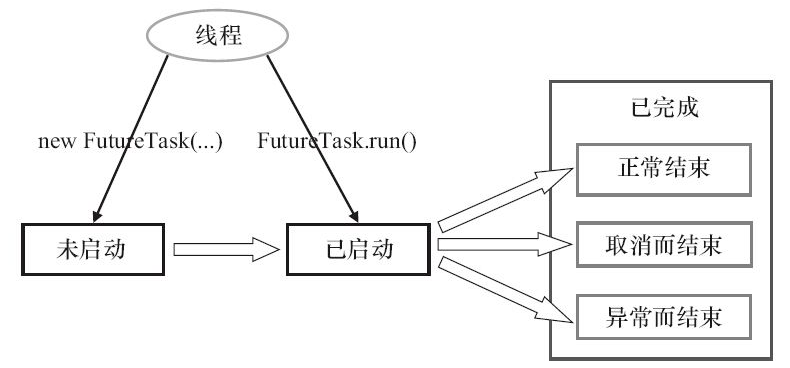 线程
new FutureTask(...)
FutureTask.run()
未启动
已启动
已完成
正常结束
取消而结束
异常而结束